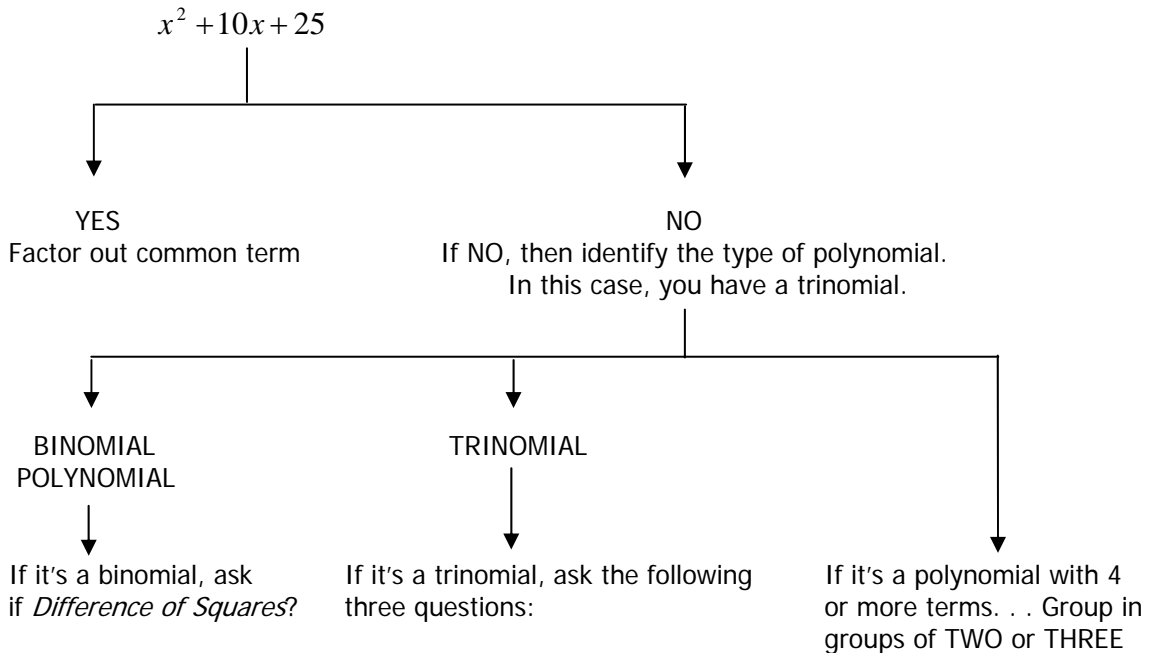 x² + 10x + 25
YES
Factor out common term
NO
If NO, then identify the type of polynomial.
In this case, you have a trinomial.
BINOMIAL
POLYNOMIAL
TRINOMIAL
If it's a binomial, ask
if Difference of Squares?
If it's a trinomial, ask the following
three questions:
If it's a polynomial with 4
or more terms. . . Group in
groups of TWO or THREE